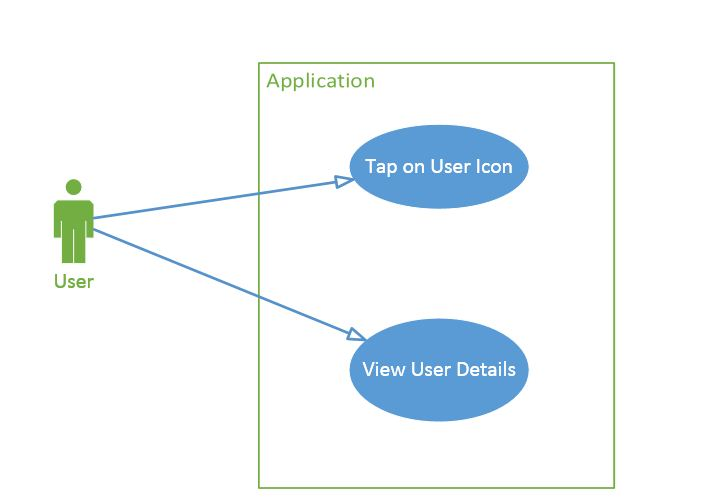 Application
Tap on User Icon
User
View User Details